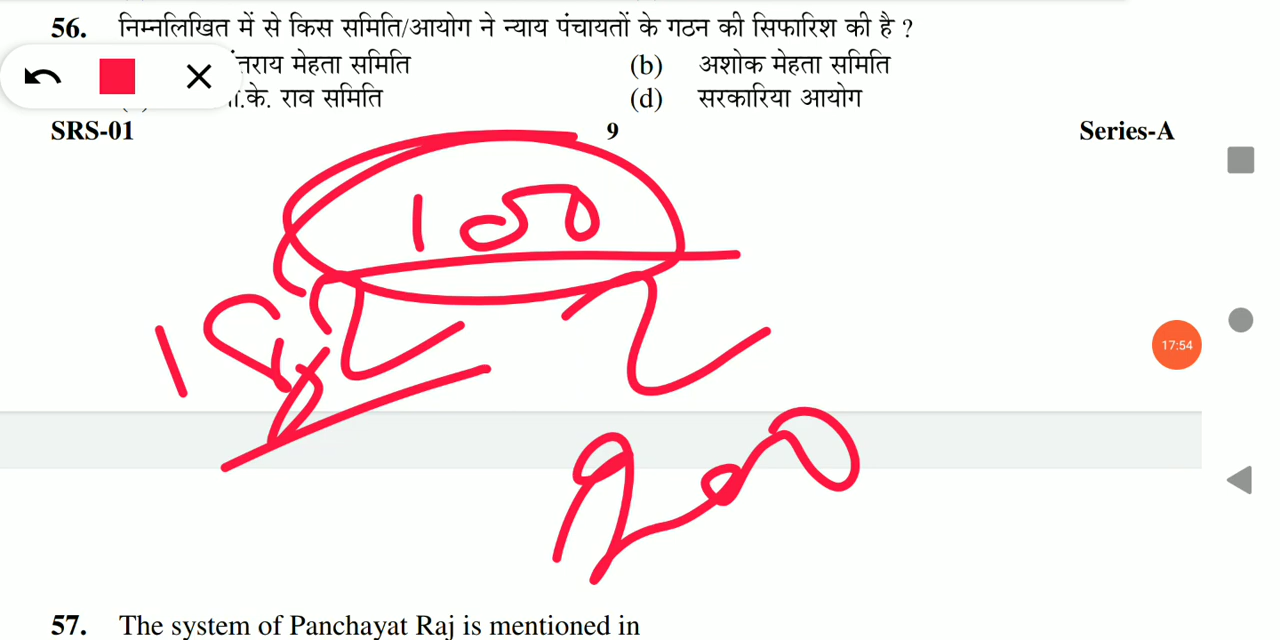 56. निम्नलिखित में से किस समिति/आयोग ने न्याय पंचायतों के गठन की सिफारिश की है ?
मेहता समिति (b) अशोक मेहता समिति
राव समिति (d) सरकारिया आयोग
SRS-01 9 Series-A
150
17:54
57. The system of Panchayat Raj is mentioned in